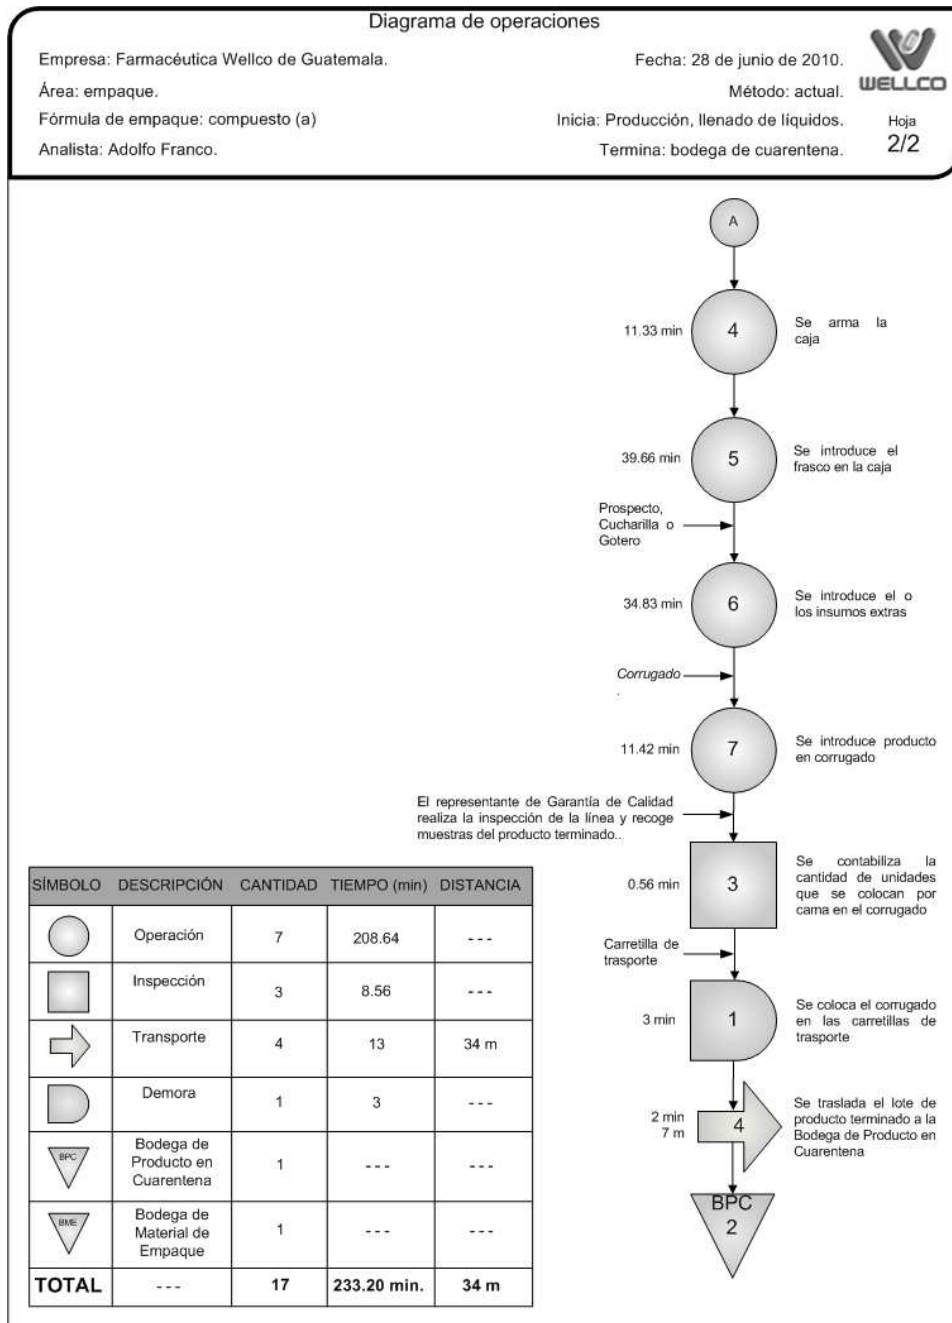 Diagrama de operaciones
Empresa: Farmacéutica Wellco de Guatemala.
Fecha: 28 de junio de 2010.
WELLCO
Área: empaque.
Método: actual.
Fórmula de empaque: compuesto (a)
Inicia: Producción, llenado de líquidos.
Hoja
Analista: Adolfo Franco.
Termina: bodega de cuarentena.
2/2
A
11.33 min
4
Se arma la
caja
39.66 min
5
Se introduce el
frasco en la caja
Prospecto,
Cucharilla o
Gotero
34.83 min
6
Se introduce el o
los insumos extras
Corrugado
.
11.42 min
7
Se introduce producto
en corrugado
El representante de Garantía de Calidad
realiza la inspección de la línea y recoge
muestras del producto terminado..
0.56 min
3
Se contabiliza la
cantidad de unidades
que se colocan por
cama en el corrugado
Carretilla de
trasporte
3 min
1
Se coloca el corrugado
en las carretillas de
trasporte
2 min
7 m
4
Se traslada el lote de
producto terminado a la
Bodega de Producto en
Cuarentena
BPC
2
SÍMBOLO DESCRIPCIÓN CANTIDAD TIEMPO (min) DISTANCIA
Operación 7 208.64 ---
Inspección 3 8.56 ---
Transporte 4 13 34 m
Demora 1 3 ---
BPC
Bodega de
Producto en
Cuarentena
1 --- ---
BME
Bodega de
Material de
Empaque
1 --- ---
TOTAL --- 17 233.20 min. 34 m